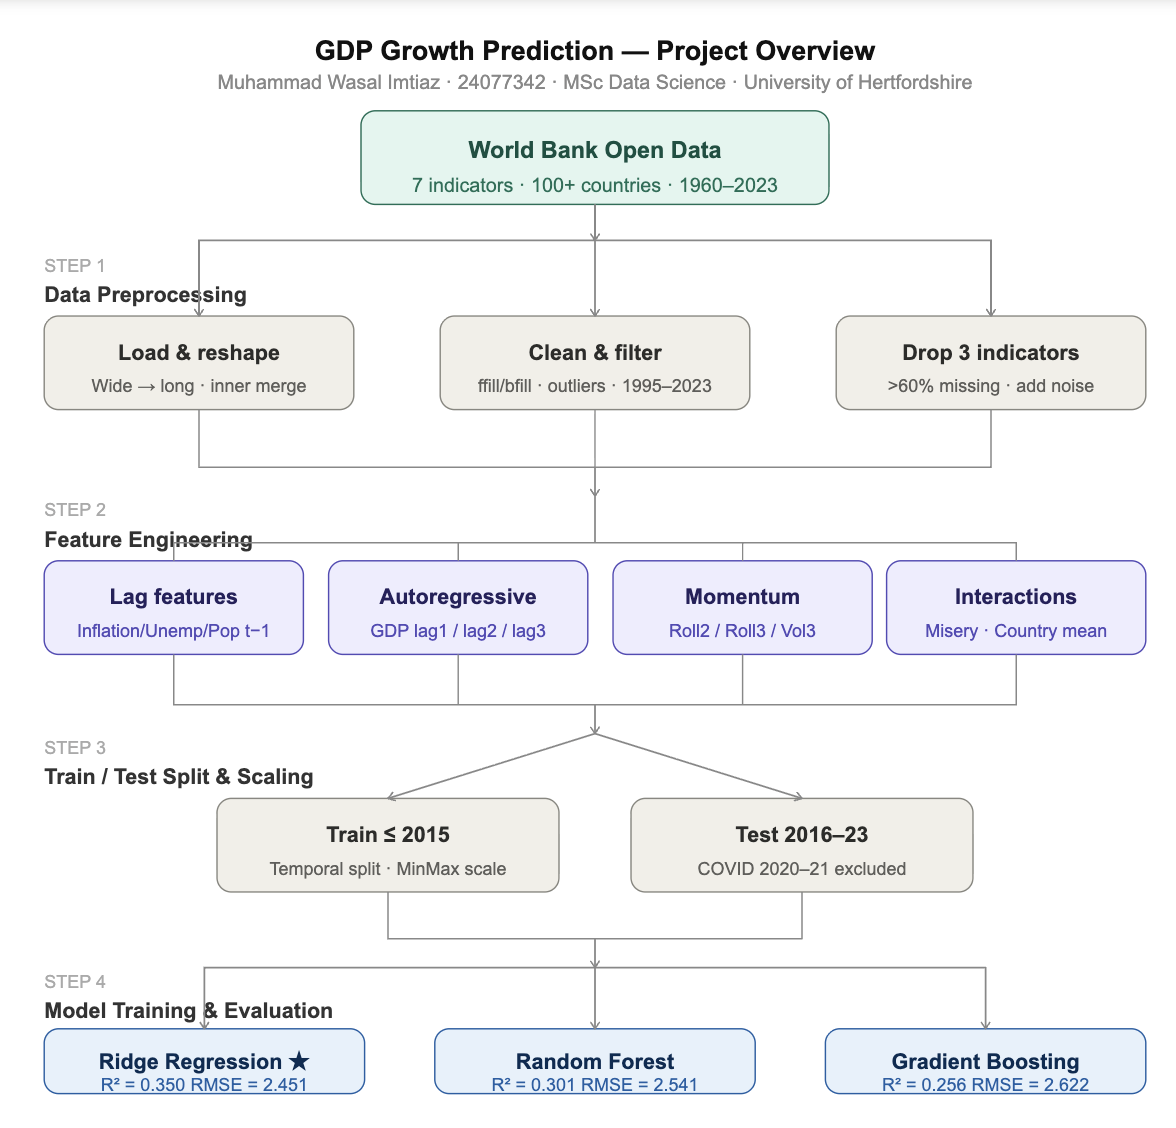 GDP Growth Prediction — Project Overview
Muhammad Wasal Imtiaz · 24077342 · MSc Data Science · University of Hertfordshire
World Bank Open Data
7 indicators · 100+ countries · 1960–2023
STEP 1
Data Preprocessing
Load & reshape
Wide → long · inner merge
Clean & filter
ffill/bfill · outliers · 1995–2023
Drop 3 indicators
>60% missing · add noise
STEP 2
Feature Engineering
Lag features
Inflation/Unemp/Pop t−1
Autoregressive
GDP lag1 / lag2 / lag3
Momentum
Roll2 / Roll3 / Vol3
Interactions
Misery · Country mean
STEP 3
Train / Test Split & Scaling
Train ≤ 2015
Temporal split · MinMax scale
Test 2016–23
COVID 2020–21 excluded
STEP 4
Model Training & Evaluation
Ridge Regression ★
R² = 0.350 RMSE = 2.451
Random Forest
R² = 0.301 RMSE = 2.541
Gradient Boosting
R² = 0.256 RMSE = 2.622